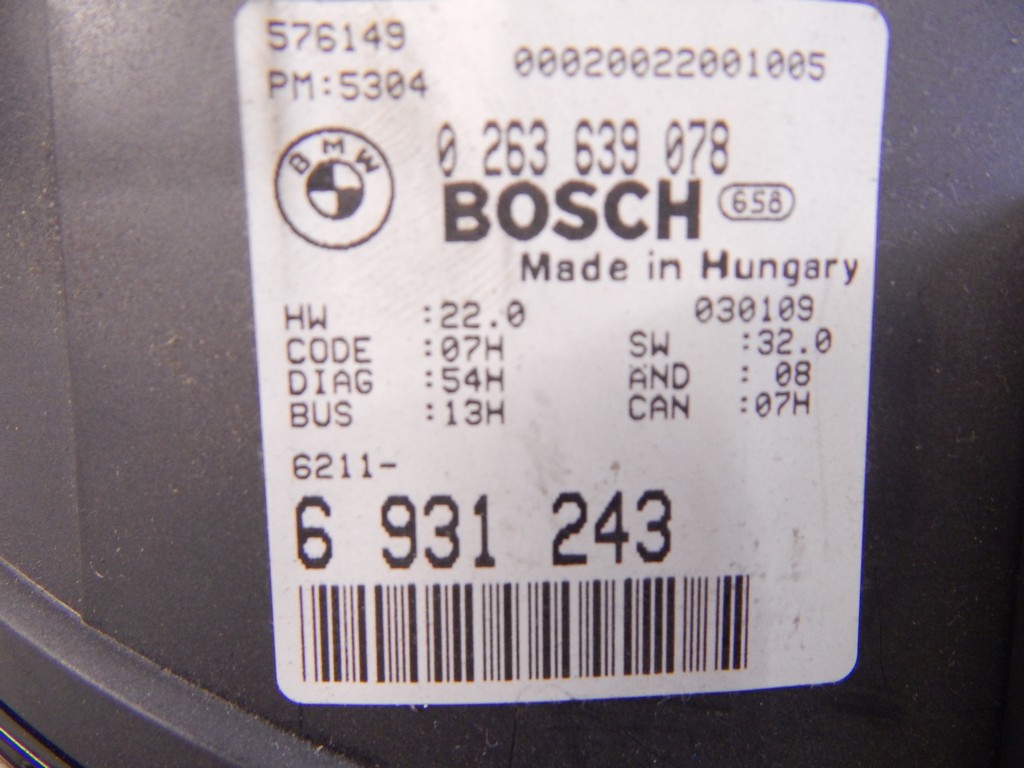 576149
00020022001005
PM:5304
0 263 639 078
BMW
BOSCH 658
Made in Hungary
HW :22.0 030109
CODE :07H SW :32.0
DIAG :54H AND : 08
BUS :13H CAN :07H
6211-
6 931 243